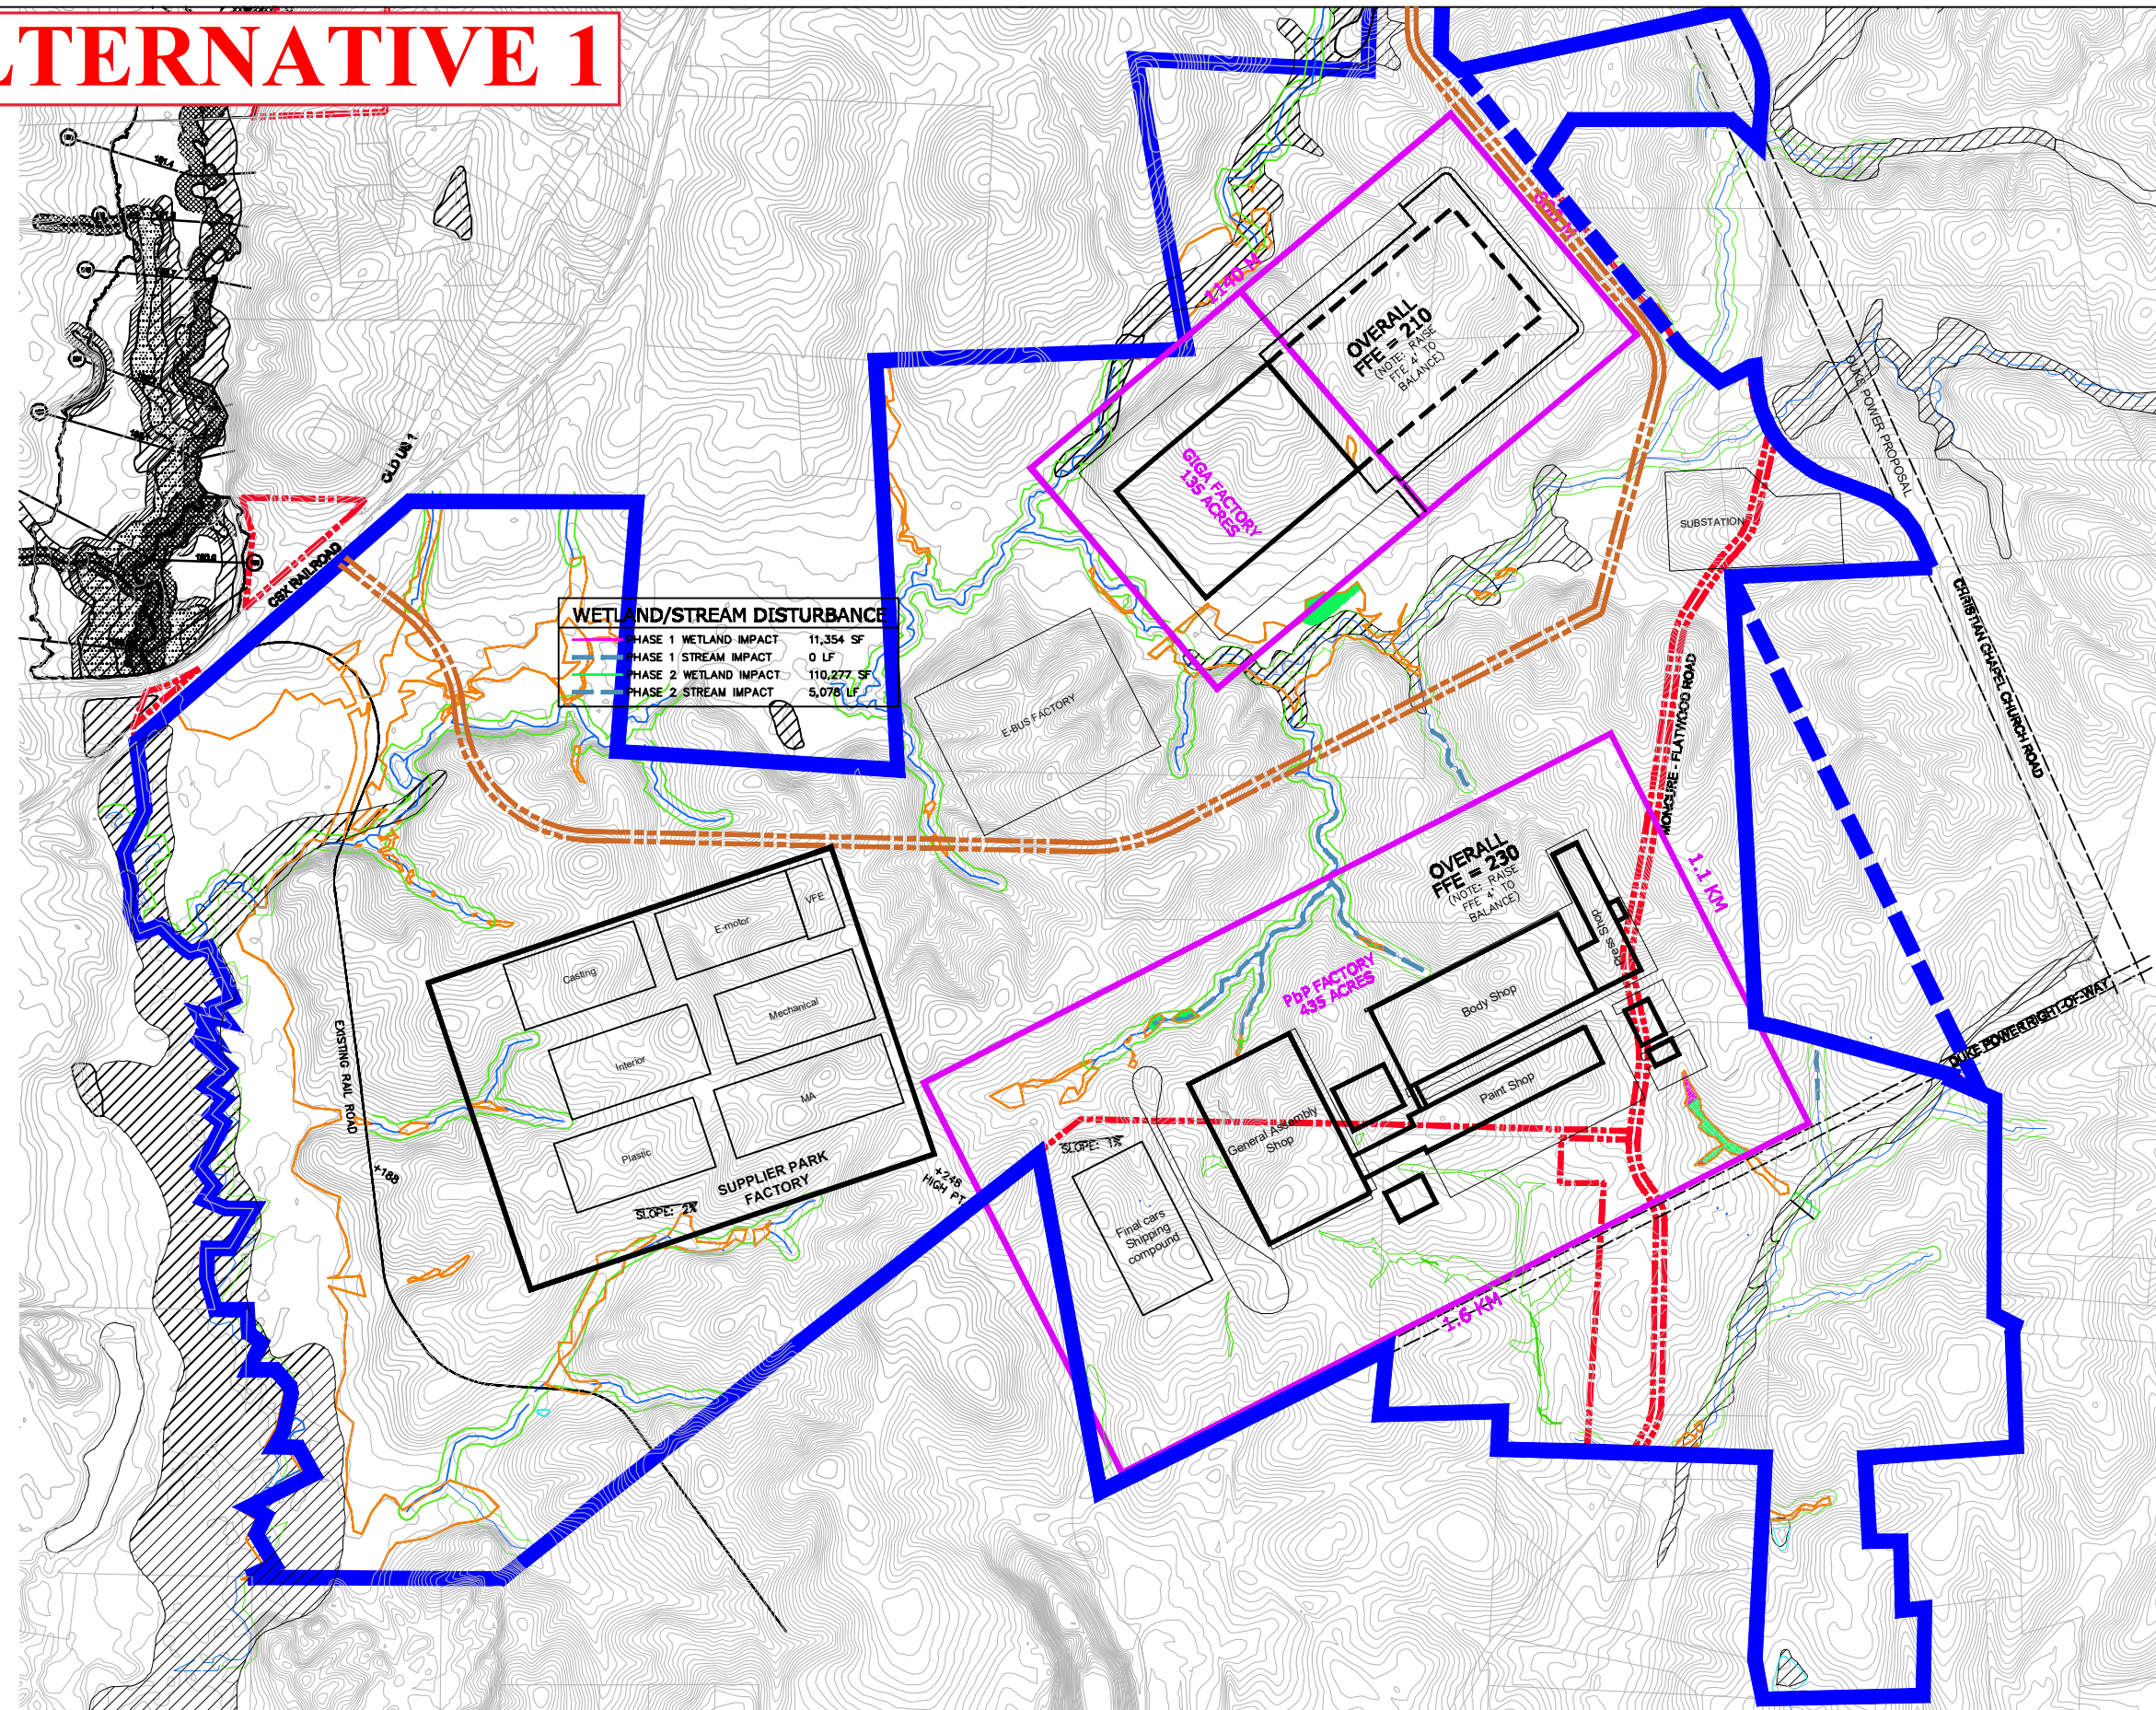 LTERNATIVE 1
OLD US 1
CSX RAILROAD
WETLAND/STREAM DISTURBANCE
PHASE 1 WETLAND IMPACT 11,354 SF
PHASE 1 STREAM IMPACT 0 LF
PHASE 2 WETLAND IMPACT 110,277 SF
PHASE 2 STREAM IMPACT 5,078 LF
1140 M
OVERALL
FFE = 210
(NOTE: RAISE
FFE 4' TO
BALANCE)
GIGA FACTORY
135 ACRES
DUKE POWER PROPOSAL
SUBSTATION
CHRISTIAN CHAPEL CHURCH ROAD
MONCURE - FLATWOOD ROAD
E-BUS FACTORY
1.1 KM
OVERALL
FFE = 230
(NOTE: RAISE
FFE 4' TO
BALANCE)
PbP FACTORY
435 ACRES
Press Shop
Body Shop
Paint Shop
General Assembly
Shop
Final cars
Shipping
compound
SLOPE: 1%
1.6 KM
DUKE POWER RIGHT-OF-WAY
VFE
E-motor
Casting
Mechanical
Interior
MA
Plastic
SUPPLIER PARK
FACTORY
SLOPE: 2%
+248
HIGH PT.
EXISTING RAIL ROAD
+188